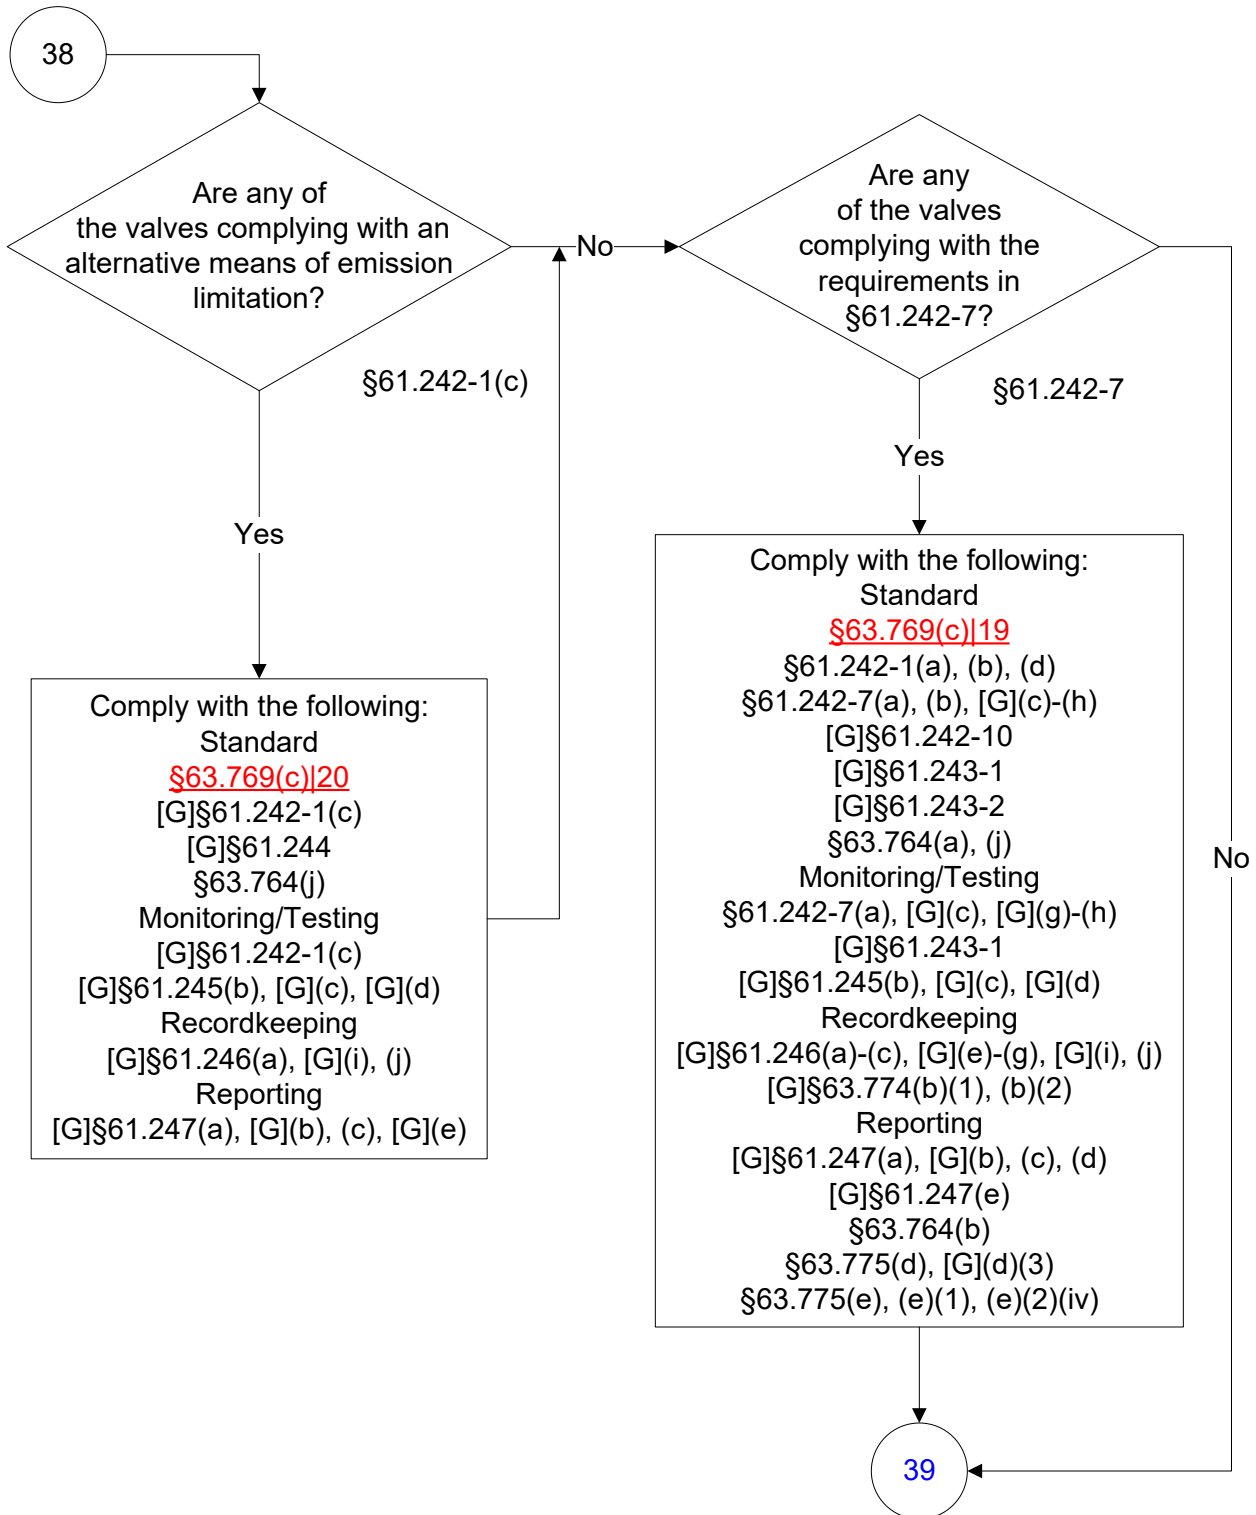 38
Are any of
the valves complying with an
alternative means of emission
limitation?
§61.242-1(c)
No
Yes
Comply with the following:
Standard
§63.769(c)|20
[G]§61.242-1(c)
[G]§61.244
§63.764(j)
Monitoring/Testing
[G]§61.242-1(c)
[G]§61.245(b), [G](c), [G](d)
Recordkeeping
[G]§61.246(a), [G](i), (j)
Reporting
[G]§61.247(a), [G](b), (c), [G](e)
Are any
of the valves
complying with the
requirements in
§61.242-7?
§61.242-7
Yes
No
Comply with the following:
Standard
§63.769(c)|19
§61.242-1(a), (b), (d)
§61.242-7(a), (b), [G](c)-(h)
[G]§61.242-10
[G]§61.243-1
[G]§61.243-2
§63.764(a), (j)
Monitoring/Testing
§61.242-7(a), [G](c), [G](g)-(h)
[G]§61.243-1
[G]§61.245(b), [G](c), [G](d)
Recordkeeping
[G]§61.246(a)-(c), [G](e)-(g), [G](i), (j)
[G]§63.774(b)(1), (b)(2)
Reporting
[G]§61.247(a), [G](b), (c), (d)
[G]§61.247(e)
§63.764(b)
§63.775(d), [G](d)(3)
§63.775(e), (e)(1), (e)(2)(iv)
39